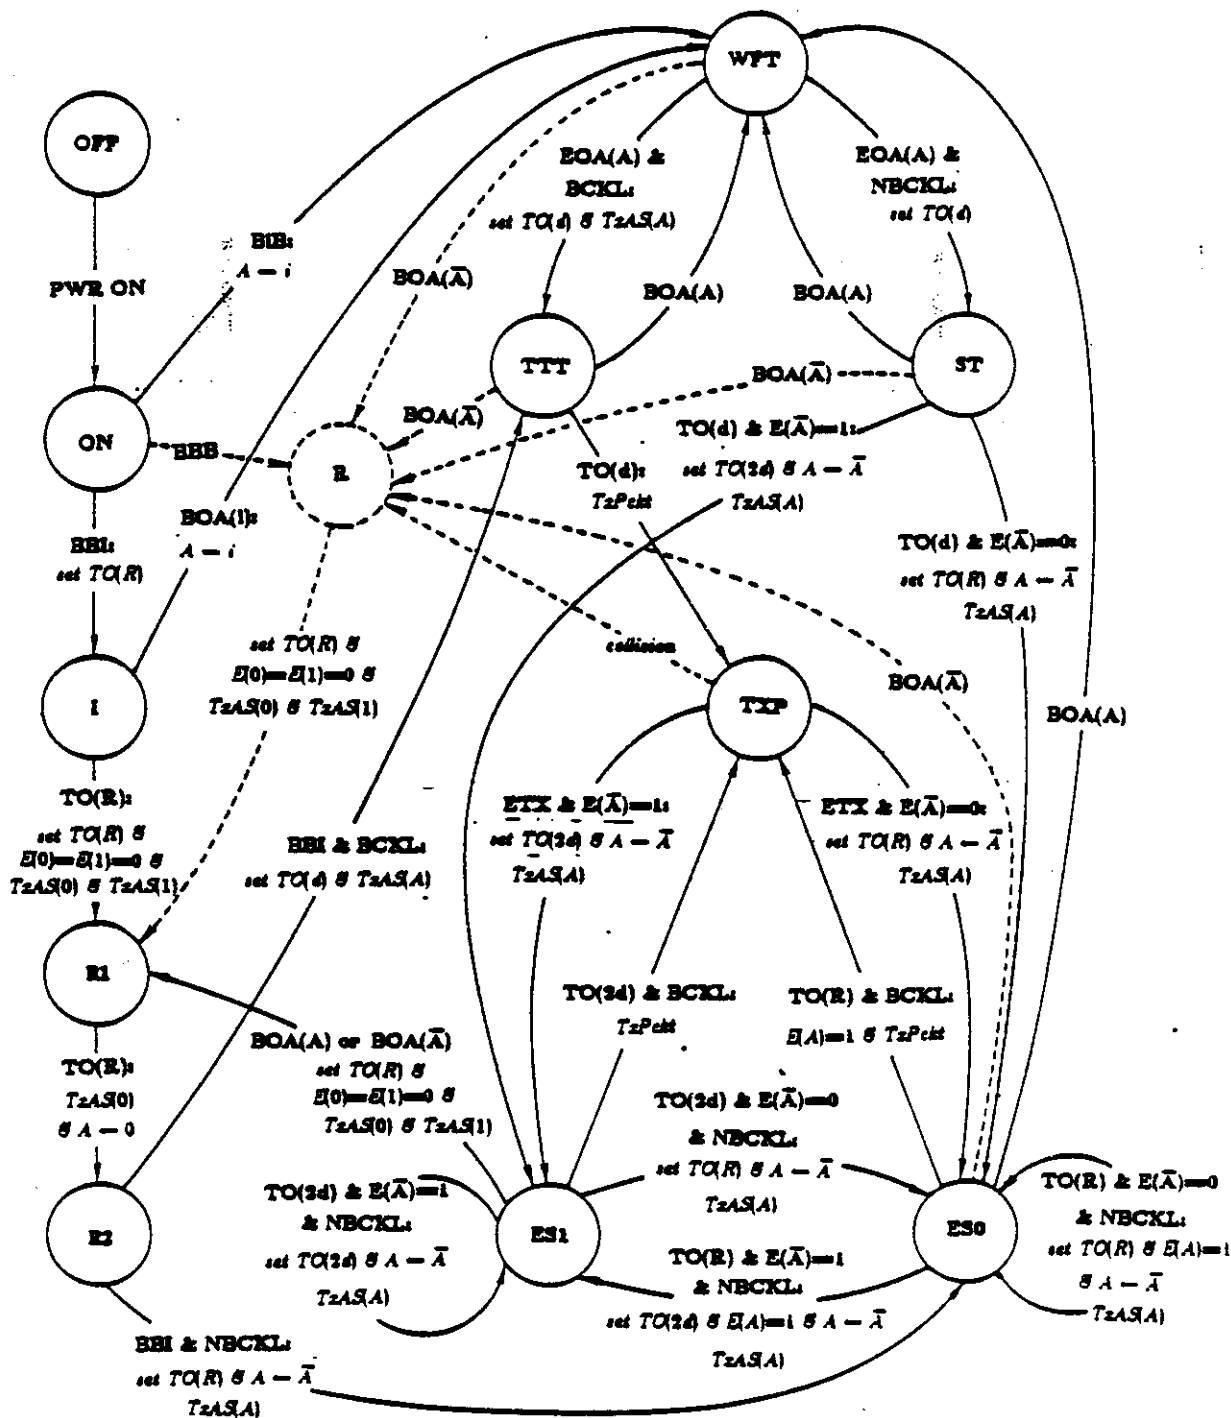 WFT
OFF
EOA(A) &
BCKL:
set TO(d) & TxAS(A)
EOA(A) &
NBCKL:
set TO(d)
BIB:
A — i
PWR ON
BOA(A̅)
BOA(A)
BOA(A)
TTT
ST
BOA(A̅)
BOA(A̅)
ON
BBB
R
TO(d):
TxPckt
TO(d) & E(A̅)=1:
set TO(2d) & A — A̅
TxAS(A)
BOA(i):
A — i
BBI:
set TO(R)
TO(d) & E(A̅)=0:
set TO(R) & A — A̅
TxAS(A)
set TO(R) &
E(0)=E(1)=0 &
TxAS(0) & TxAS(1)
collision
BOA(A̅)
I
TXP
BOA(A)
TO(R):
set TO(R) &
E(0)=E(1)=0 &
TxAS(0) & TxAS(1)
ETX & E(A̅)=1:
set TO(2d) & A — A̅
TxAS(A)
ETX & E(A̅)=0:
set TO(R) & A — A̅
TxAS(A)
BBI & BCKL:
set TO(d) & TxAS(A)
R1
TO(2d) & BCKL:
TxPckt
TO(R) & BCKL:
E(A)=1 & TxPckt
BOA(A) or BOA(A̅)
set TO(R) &
E(0)=E(1)=0 &
TxAS(0) & TxAS(1)
TO(R):
TxAS(0)
& A — 0
TO(2d) & E(A̅)=0
& NBCKL:
set TO(R) & A — A̅
TxAS(A)
R2
TO(2d) & E(A̅)=1
& NBCKL:
set TO(2d) & A — A̅
TxAS(A)
ES1
ES0
TO(R) & E(A̅)=0
& NBCKL:
set TO(R) & E(A)=1
& A — A̅
TxAS(A)
TO(R) & E(A̅)=1
& NBCKL:
set TO(2d) & E(A)=1 & A — A̅
TxAS(A)
BBI & NBCKL:
set TO(R) & A — A̅
TxAS(A)